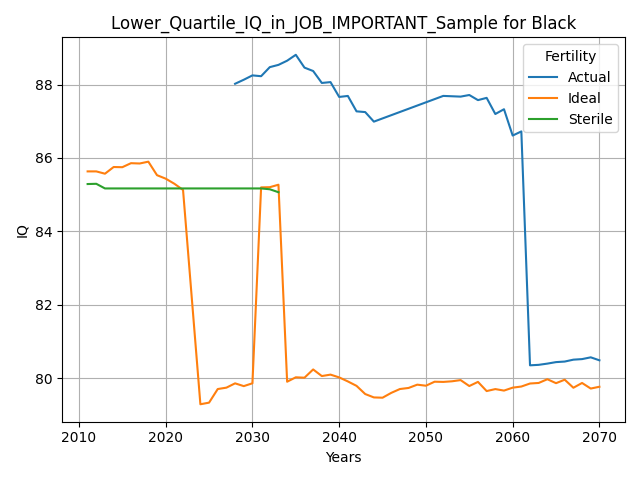 Lower_Quartile_IQ_in_JOB_IMPORTANT_Sample for Black
Fertility
Actual
Ideal
Sterile
IQ
88
86
84
82
80
2010 2020 2030 2040 2050 2060 2070
Years